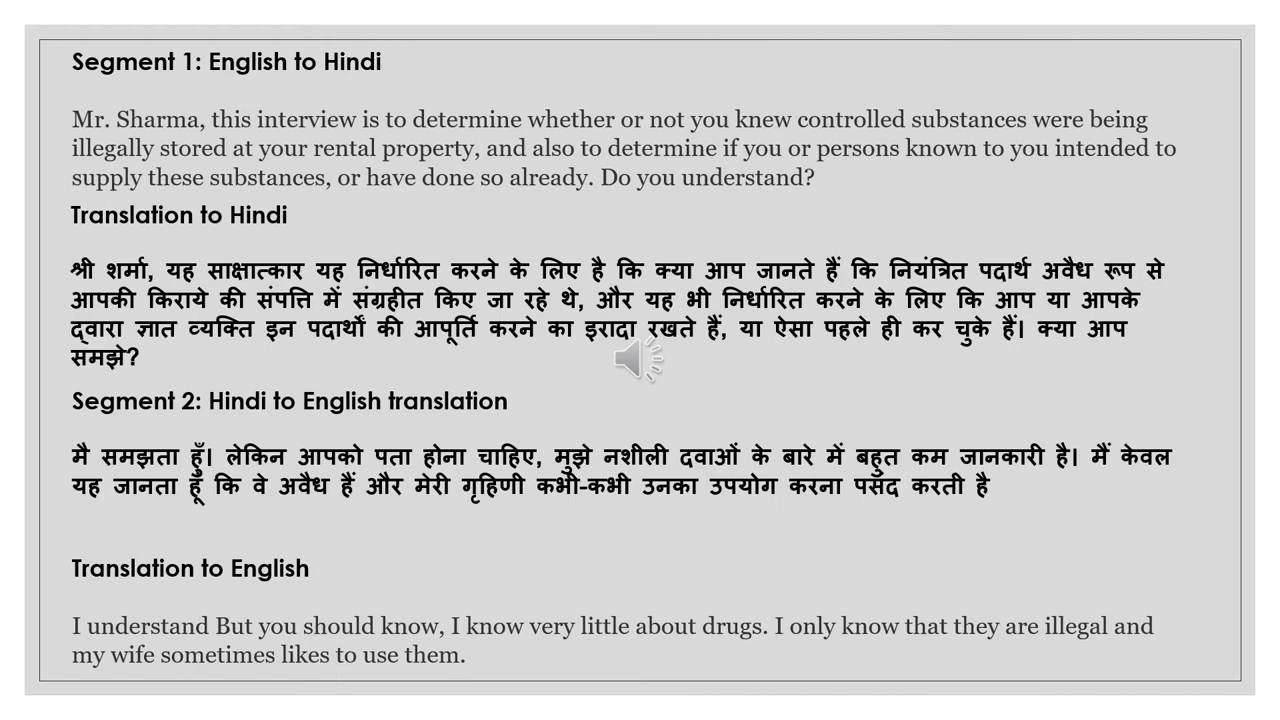 Segment 1: English to Hindi
Mr. Sharma, this interview is to determine whether or not you knew controlled substances were being
illegally stored at your rental property, and also to determine if you or persons known to you intended to
supply these substances, or have done so already. Do you understand?
Translation to Hindi
श्री शर्मा, यह साक्षात्कार यह निर्धारित करने के लिए है कि क्या आप जानते हैं कि नियंत्रित पदार्थ अवैध रूप से
आपकी किराये की संपत्ति में संग्रहीत किए जा रहे थे, और यह भी निर्धारित करने के लिए कि आप या आपके
द्वारा ज्ञात व्यक्ति इन पदार्थों की आपूर्ति करने का इरादा रखते हैं, या ऐसा पहले ही कर चुके हैं। क्या आप
समझे?
Segment 2: Hindi to English translation
मै समझता हूँ। लेकिन आपको पता होना चाहिए, मुझे नशीली दवाओं के बारे में बहुत कम जानकारी है। मैं केवल
यह जानता हूँ कि वे अवैध हैं और मेरी गृहिणी कभी-कभी उनका उपयोग करना पसंद करती है
Translation to English
I understand But you should know, I know very little about drugs. I only know that they are illegal and
my wife sometimes likes to use them.